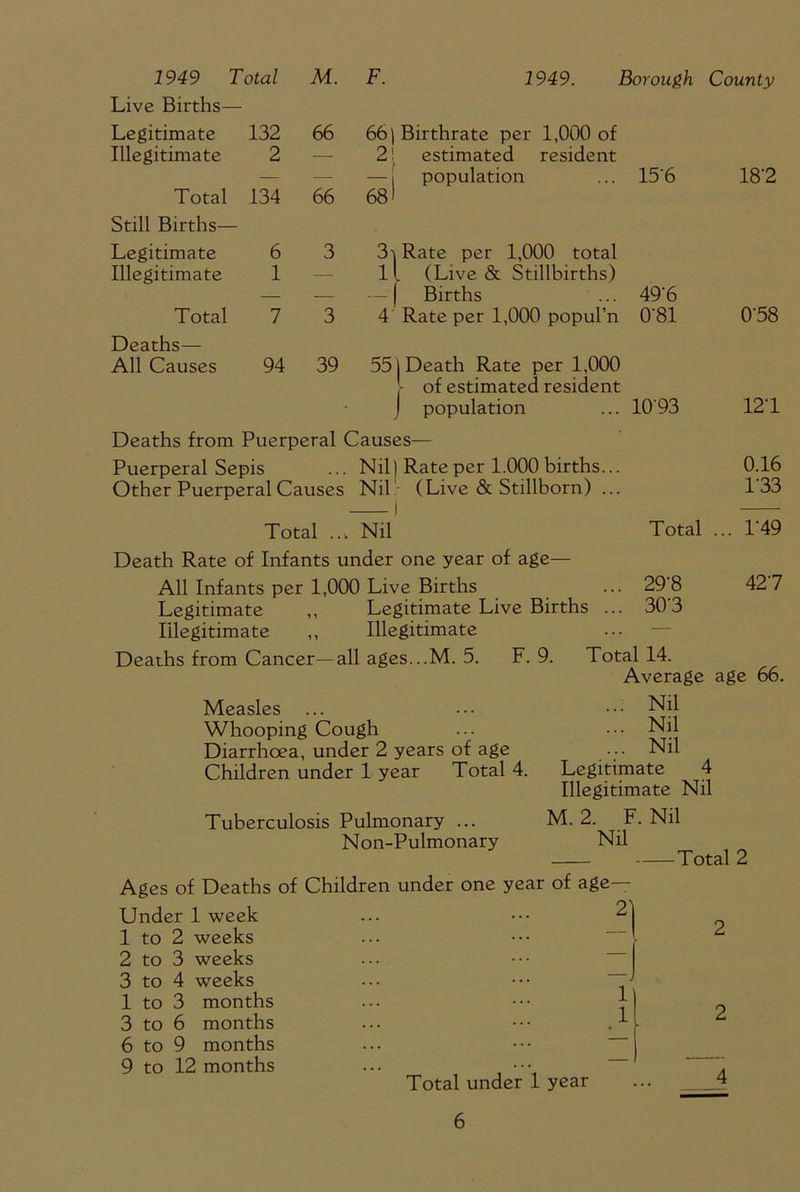 1949 Total M. F. 1949. Borough County
Live Births—
Legitimate 132 66 66 Birthrate per 1,000 of
Illegitimate 2 — 2 estimated resident
— — — population ... 15'6 18'2
Total 134 66 68
Still Births—
Legitimate 6 3 3 Rate per 1,000 total
Illegitimate 1 — 1 (Live & Stillbirths)
— — — Births ... 49'6
Total 7 3 4 Rate per 1,000 popul'n 0'81 0'58
Deaths—
All Causes 94 39 55 Death Rate per 1,000
of estimated resident
population ... 10'93 12'1
Deaths from Puerperal Causes—
Puerperal Sepis ... Nil Rate per 1.000 births... 0.16
Other Puerperal Causes Nil (Live & Stillborn) ... 1'33
Total ... Nil Total ... 1'49
Death Rate of Infants under one year of age—
All Infants per 1,000 Live Births ... 29'8 42'7
Legitimate ,, Legitimate Live Births ... 30'3
Illegitimate ,, Illegitimate ... —
Deaths from Cancer—all ages...M. 5. F. 9. Total 14.
Average age 66.
Measles ... ... ... Nil
Whooping Cough ... ... Nil
Diarrhœa, under 2 years of age ... Nil
Children under 1 year Total 4. Legitimate 4
Illegitimate Nil
Tuberculosis Pulmonary ... M. 2. F. Nil
Non-Pulmonary Nil
—— ——Total 2
Ages of Deaths of Children under one year of age—
Under 1 week ... ... 2
1 to 2 weeks ... ... — 2
2 to 3 weeks ... ... —
3 to 4 weeks ... ... —
1 to 3 months ... ... 1
3 to 6 months ... ... 1 2
6 to 9 months ... ... —
9 to 12 months ... ... —
Total under 1 year ... 4
6